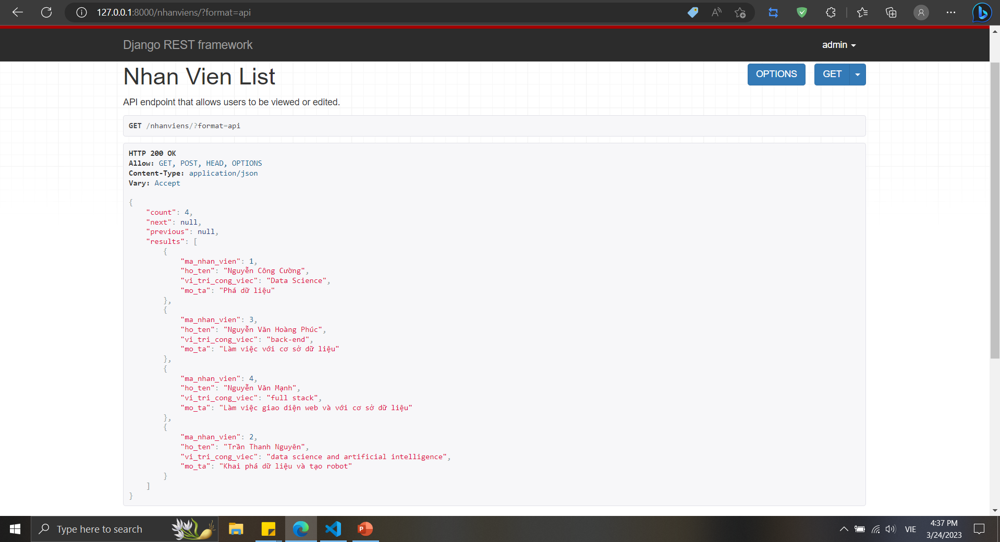 127.0.0.1:8000/nhanviens/?format=api
Django REST framework
admin
Nhan Vien List
OPTIONS
GET
API endpoint that allows users to be viewed or edited.
GET /nhanviens/?format=api
HTTP 200 OK
Allow: GET, POST, HEAD, OPTIONS
Content-Type: application/json
Vary: Accept
{
    "count": 4,
    "next": null,
    "previous": null,
    "results": [
        {
            "ma_nhan_vien": 1,
            "ho_ten": "Nguyễn Công Cường",
            "vi_tri_cong_viec": "Data Science",
            "mo_ta": "Phá dữ liệu"
        },
        {
            "ma_nhan_vien": 3,
            "ho_ten": "Nguyễn Văn Hoàng Phúc",
            "vi_tri_cong_viec": "back-end",
            "mo_ta": "Làm việc với cơ sở dữ liệu"
        },
        {
            "ma_nhan_vien": 4,
            "ho_ten": "Nguyễn Văn Mạnh",
            "vi_tri_cong_viec": "full stack",
            "mo_ta": "Làm việc giao diện web và với cơ sở dữ liệu"
        },
        {
            "ma_nhan_vien": 2,
            "ho_ten": "Trần Thanh Nguyên",
            "vi_tri_cong_viec": "data science and artificial intelligence",
            "mo_ta": "Khai phá dữ liệu và tạo robot"
        }
    ]
}
Type here to search
VIE
4:37 PM
3/24/2023